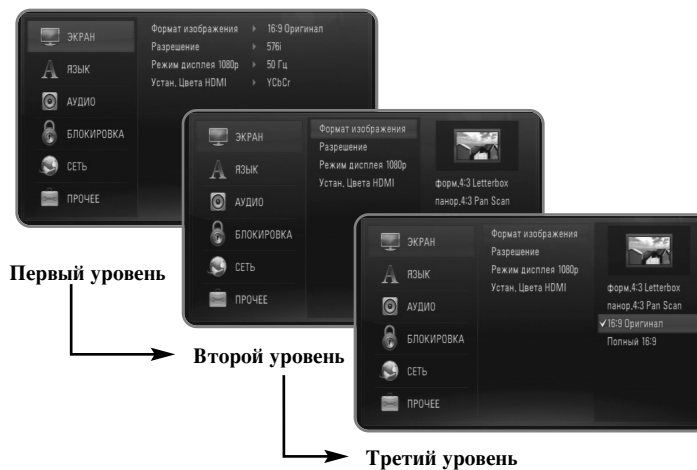 ЭКРАН
ЯЗЫК
АУДИО
БЛОКИРОВКА
СЕТЬ
ПРОЧЕЕ
Формат изображения 16:9 Оригинал
Разрешение 576i
Режим дисплея 1080p 50 Гц
Устан, Цвета HDMI YCbCr
Первый уровень
ЭКРАН
ЯЗЫК
АУДИО
БЛОКИРОВКА
СЕТЬ
ПРОЧЕЕ
Формат изображения
Разрешение
Режим дисплея 1080p
Устан, Цвета HDMI
форм,4:3 Letterbox
панор,4:3 Pan Scan
Второй уровень
ЭКРАН
ЯЗЫК
АУДИО
БЛОКИРОВКА
СЕТЬ
ПРОЧЕЕ
Формат изображения
Разрешение
Режим дисплея 1080p
Устан, Цвета HDMI
форм,4:3 Letterbox
панор,4:3 Pan Scan
✓16:9 Оригинал
Полный 16:9
Третий уровень